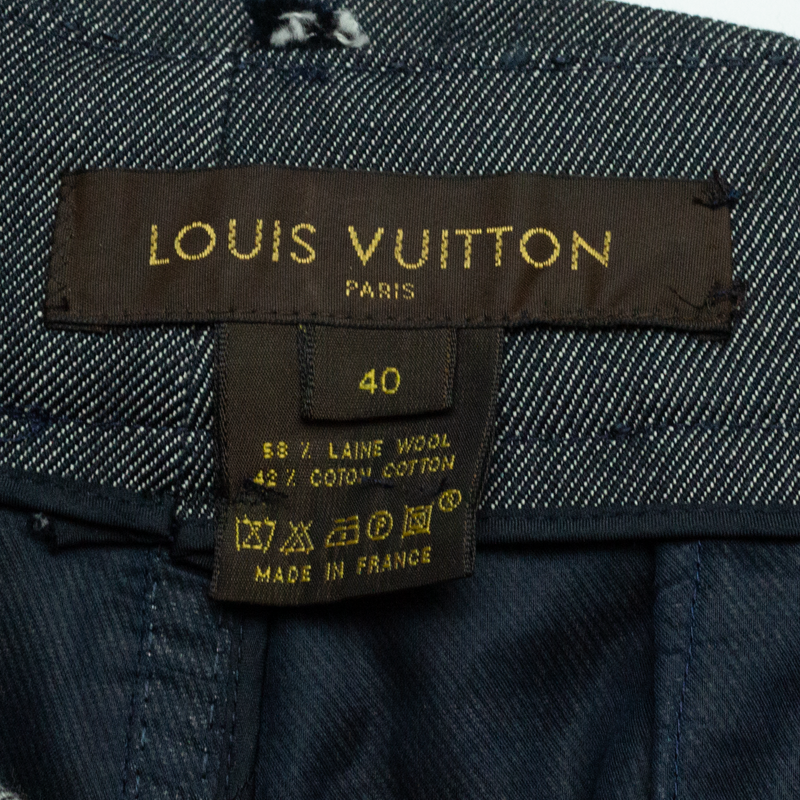 LOUIS VUITTON
PARIS
40
58 % LAINE WOOL
42 % COTON COTTON
P
MADE IN FRANCE